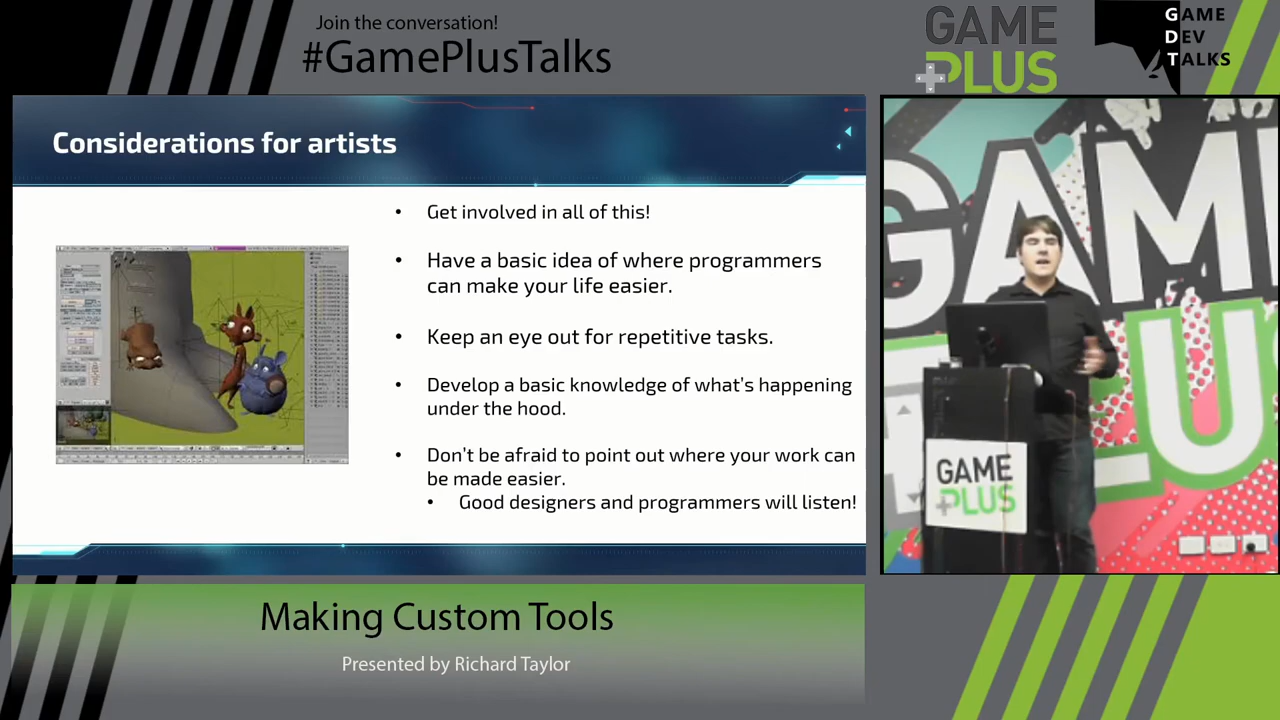 Join the conversation!
#GamePlusTalks
GAME
PLUS
GAME
DEV
TALKS
Considerations for artists
• Get involved in all of this!
• Have a basic idea of where programmers
can make your life easier.
• Keep an eye out for repetitive tasks.
• Develop a basic knowledge of what's happening
under the hood.
• Don't be afraid to point out where your work can
be made easier.
• Good designers and programmers will listen!
GAME
PLUS
Making Custom Tools
Presented by Richard Taylor